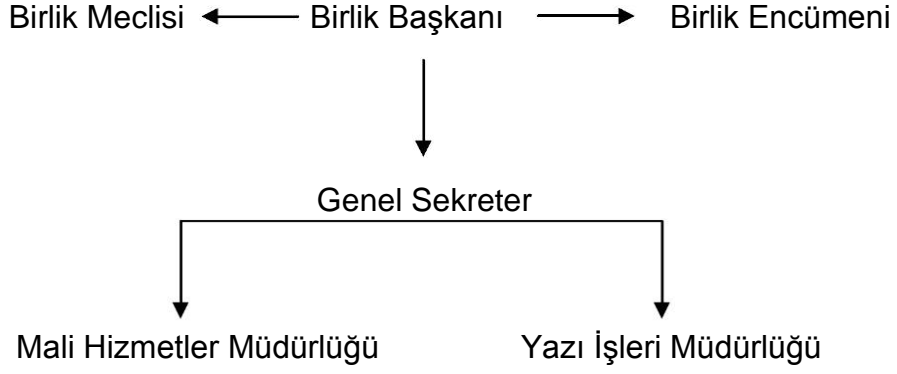 Birlik Meclisi Birlik Başkanı Birlik Encümeni
Genel Sekreter
Mali Hizmetler Müdürlüğü Yazı İşleri Müdürlüğü